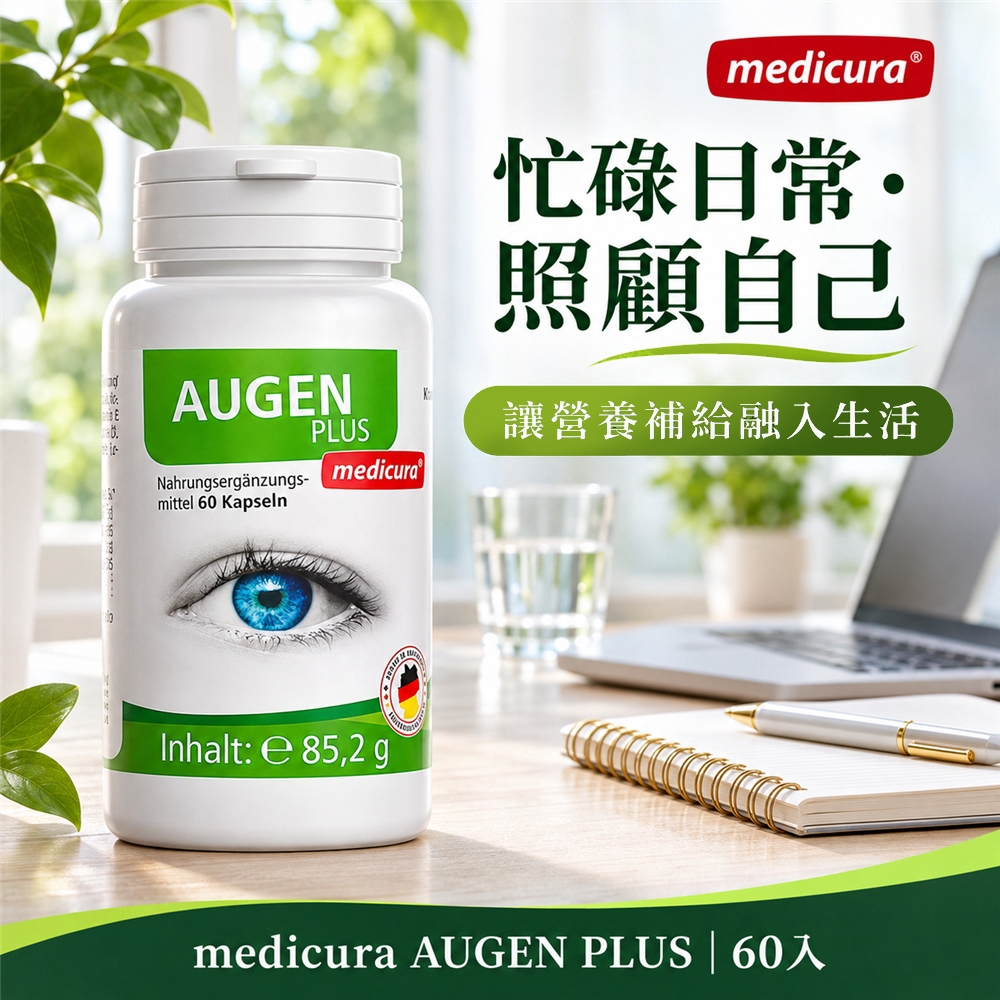 medicura®
忙碌日常・
照顧自己
讓營養補給融入生活
AUGEN
PLUS
medicura®
Nahrungsergänzungs-
mittel 60 Kapseln
Inhalt: ℮ 85,2 g
medicura AUGEN PLUS｜60入